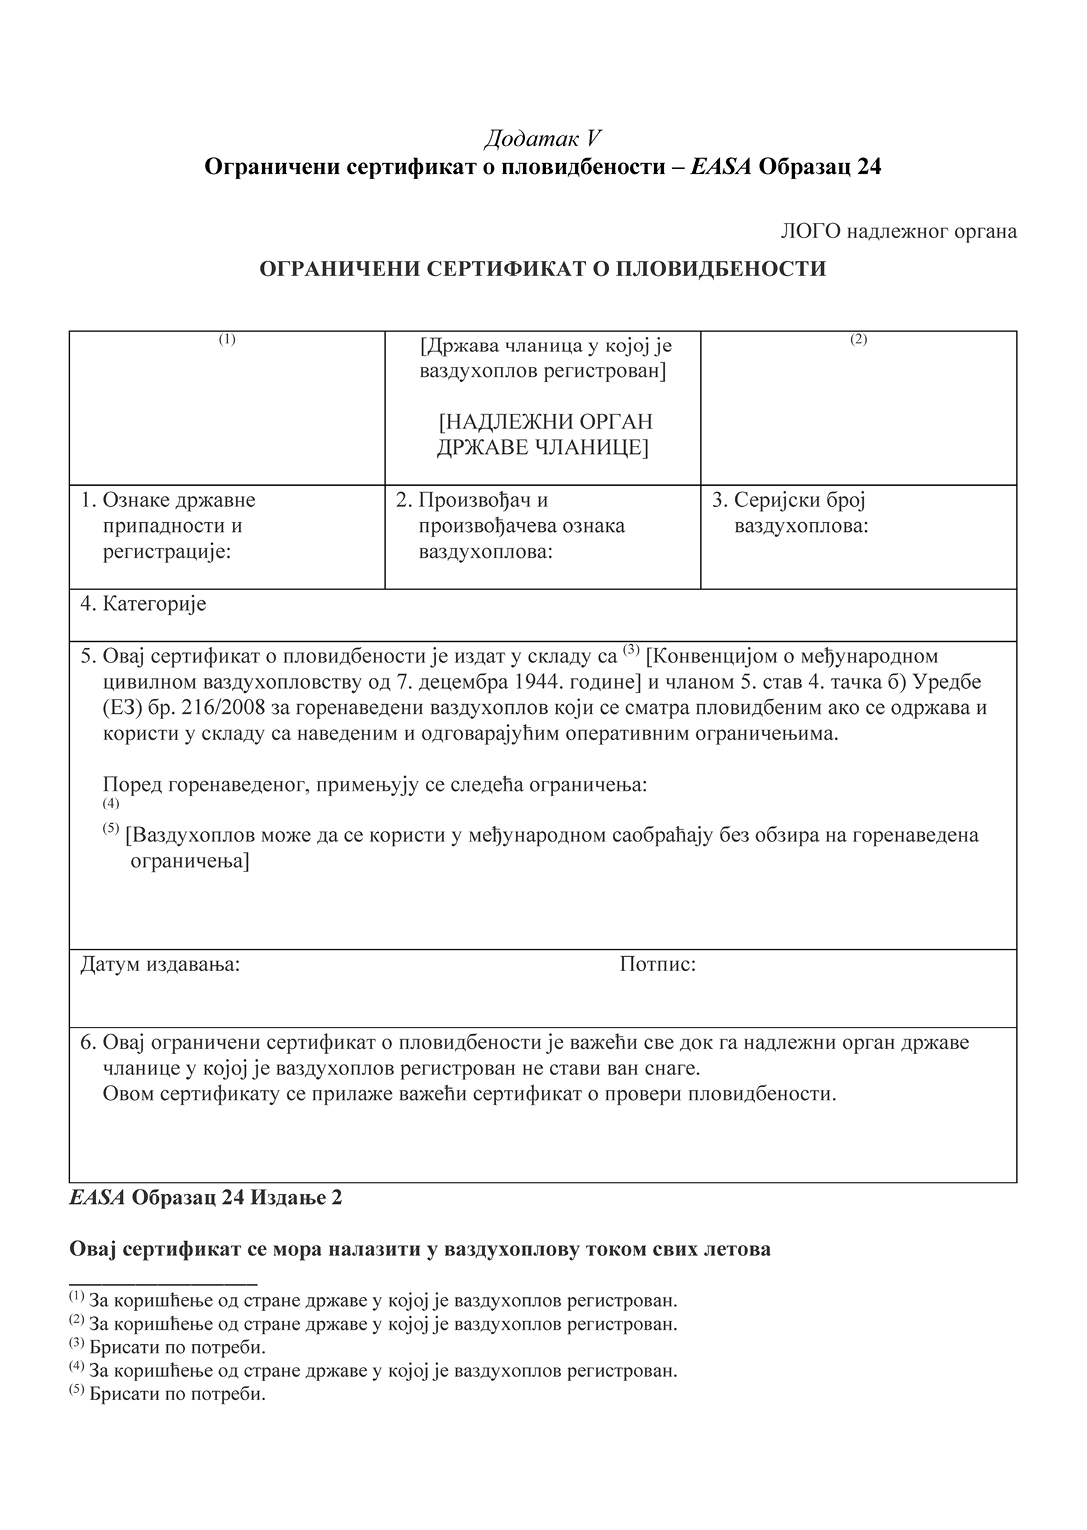 Додатак V
Ограничени сертификат о пловидбености – EASA Образац 24
ЛОГО надлежног органа
ОГРАНИЧЕНИ СЕРТИФИКАТ О ПЛОВИДБЕНОСТИ
(1)
[Држава чланица у којој је
ваздухоплов регистрован]
[НАДЛЕЖНИ ОРГАН
ДРЖАВЕ ЧЛАНИЦЕ]
(2)
1. Ознаке државне
припадности и
регистрације:
2. Произвођач и
произвођачева ознака
ваздухоплова:
3. Серијски број
ваздухоплова:
4. Категорије
5. Овај сертификат о пловидбености је издат у складу са (3) [Конвенцијом о међународном
цивилном ваздухопловству од 7. децембра 1944. године] и чланом 5. став 4. тачка б) Уредбе
(ЕЗ) бр. 216/2008 за горенаведени ваздухоплов који се сматра пловидбеним ако се одржава и
користи у складу са наведеним и одговарајућим оперативним ограничењима.
Поред горенаведеног, примењују се следећа ограничења:
(4)
(5) [Ваздухоплов може да се користи у међународном саобраћају без обзира на горенаведена
ограничења]
Датум издавања: Потпис:
6. Овај ограничени сертификат о пловидбености је важећи све док га надлежни орган државе
чланице у којој је ваздухоплов регистрован не стави ван снаге.
Овом сертификату се прилаже важећи сертификат о провери пловидбености.
EASA Образац 24 Издање 2
Овај сертификат се мора налазити у ваздухоплову током свих летова
(1) За коришћење од стране државе у којој је ваздухоплов регистрован.
(2) За коришћење од стране државе у којој је ваздухоплов регистрован.
(3) Брисати по потреби.
(4) За коришћење од стране државе у којој је ваздухоплов регистрован.
(5) Брисати по потреби.